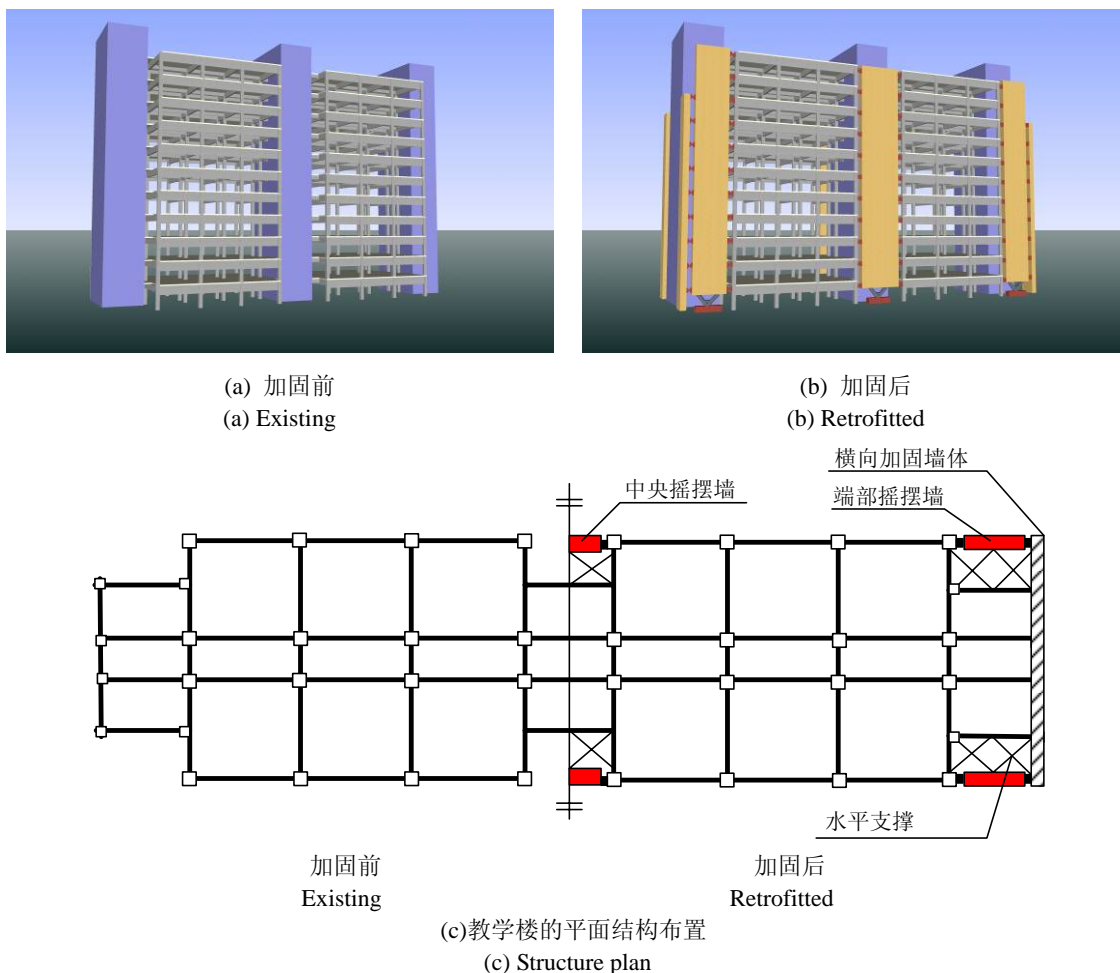 (a) 加固前
(a) Existing
(b) 加固后
(b) Retrofitted
横向加固墙体
中央摇摆墙
端部摇摆墙
水平支撑
加固前
Existing
加固后
Retrofitted
(c)教学楼的平面结构布置
(c) Structure plan